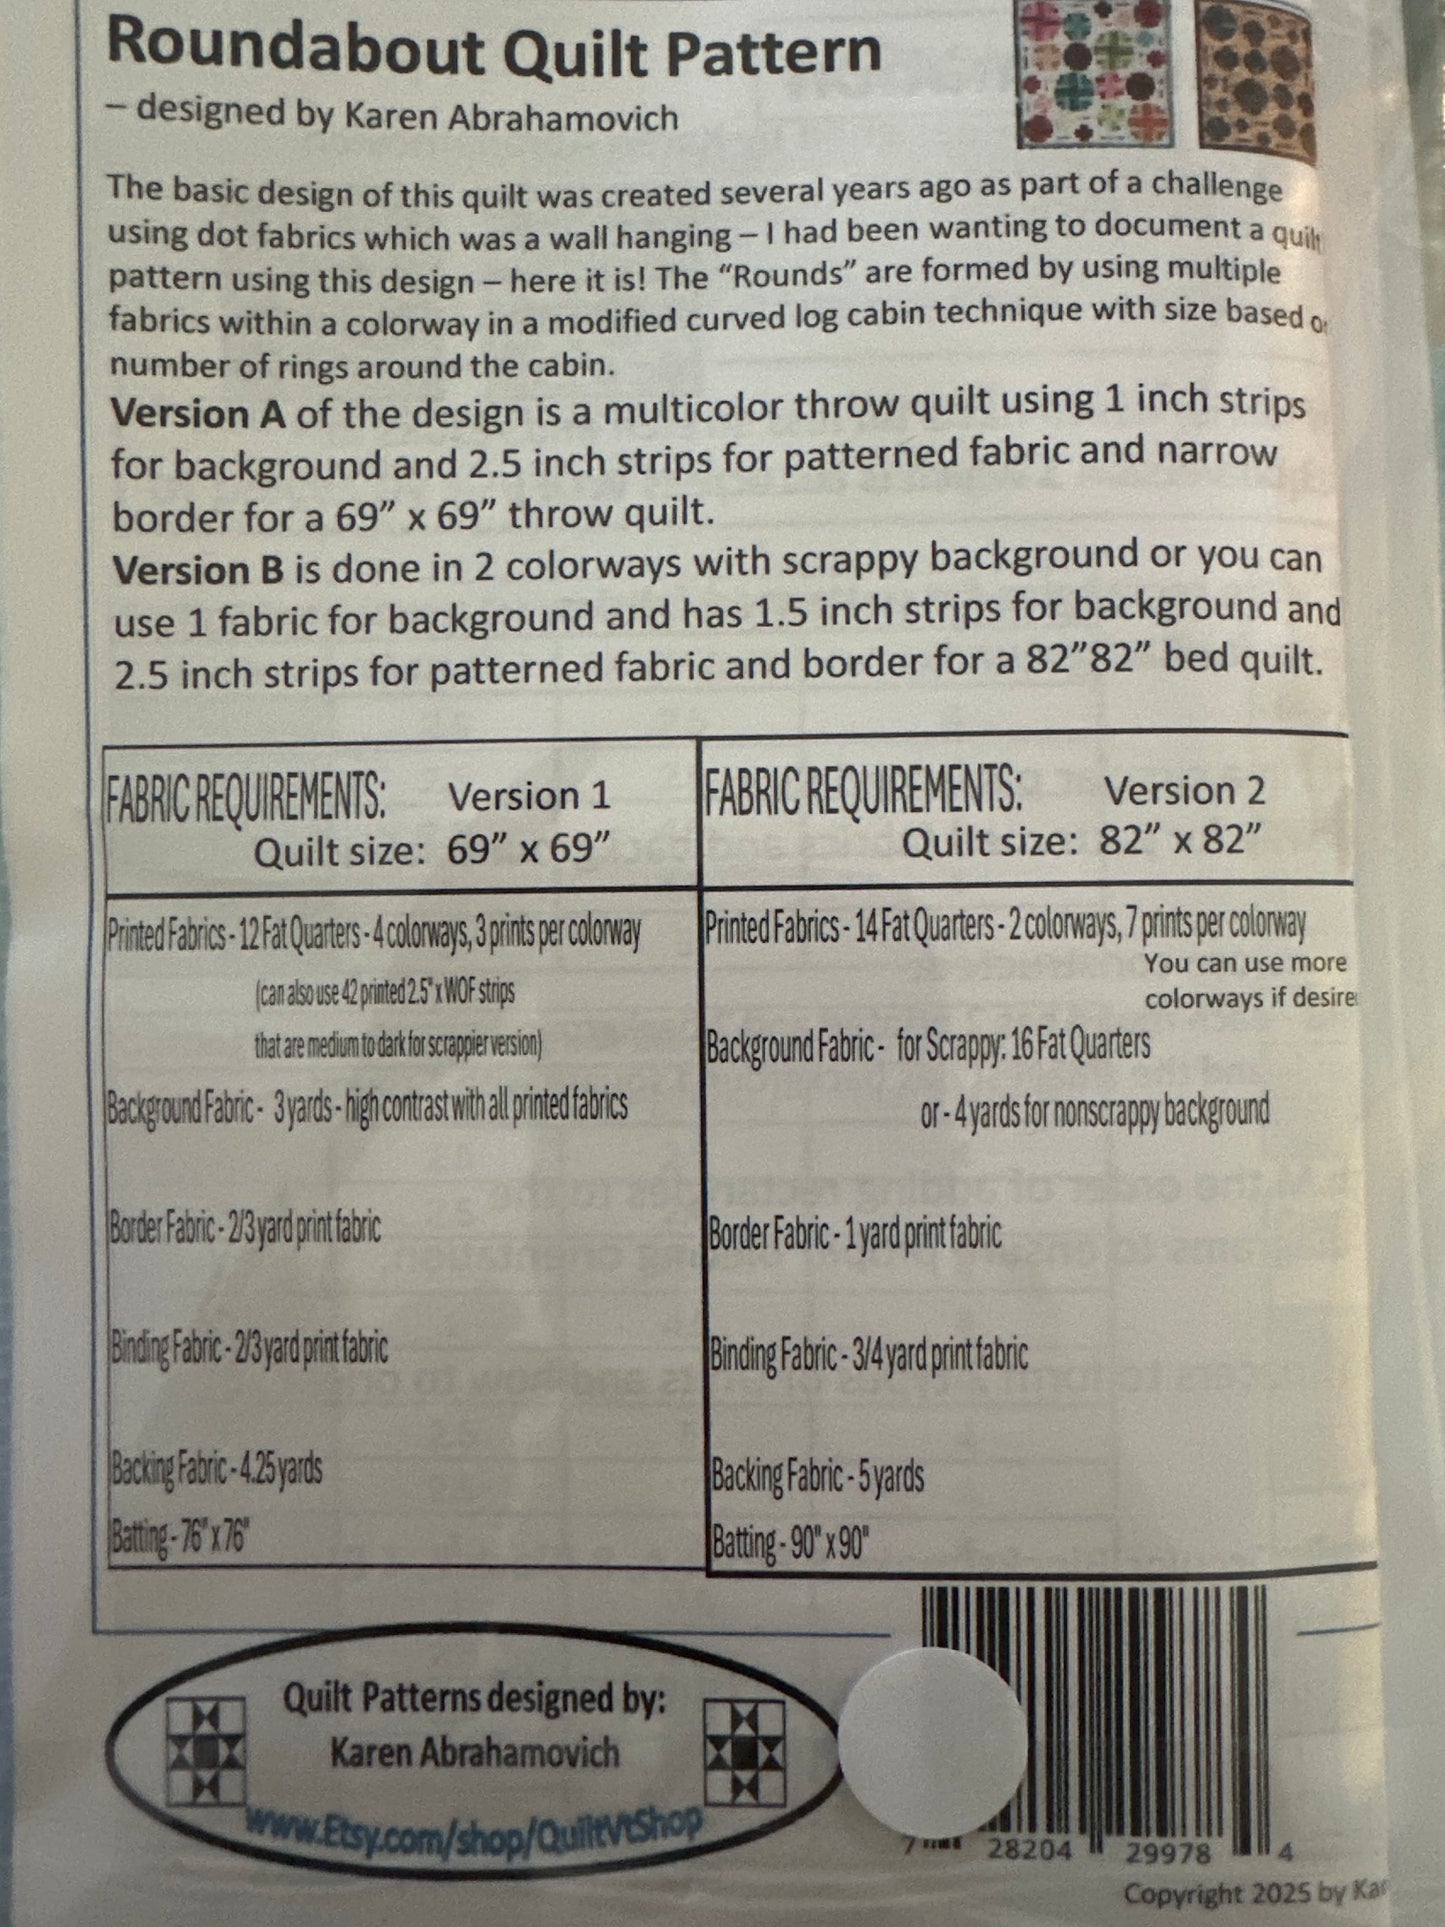 Roundabout Quilt Pattern
– designed by Karen Abrahamovich
The basic design of this quilt was created several years ago as part of a challenge
using dot fabrics which was a wall hanging – I had been wanting to document a quilt
pattern using this design – here it is! The “Rounds” are formed by using multiple
fabrics within a colorway in a modified curved log cabin technique with size based
number of rings around the cabin.
Version A of the design is a multicolor throw quilt using 1 inch strips
for background and 2.5 inch strips for patterned fabric and narrow
border for a 69” x 69” throw quilt.
Version B is done in 2 colorways with scrappy background or you can
use 1 fabric for background and has 1.5 inch strips for background and
2.5 inch strips for patterned fabric and border for a 82”82” bed quilt.
FABRIC REQUIREMENTS: Version 1
Quilt size: 69” x 69”
Printed Fabrics - 12 Fat Quarters - 4 colorways, 3 prints per colorway
(can also use 42 printed 2.5" x WOF strips
that are medium to dark for scrappier version)
Background Fabric - 3 yards - high contrast with all printed fabrics
Border Fabric - 2/3 yard print fabric
Binding Fabric - 2/3 yard print fabric
Backing Fabric - 4.25 yards
Batting - 76" x 76"
FABRIC REQUIREMENTS: Version 2
Quilt size: 82” x 82”
Printed Fabrics - 14 Fat Quarters - 2 colorways, 7 prints per colorway
You can use more
colorways if desire
Background Fabric - for Scrappy: 16 Fat Quarters
or - 4 yards for nonscrappy background
Border Fabric - 1 yard print fabric
Binding Fabric - 3/4 yard print fabric
Backing Fabric - 5 yards
Batting - 90" x 90"
Quilt Patterns designed by:
Karen Abrahamovich
www.Etsy.com/shop/QuiltVtShop
7 28204 29978 4
Copyright 2025 by Kar